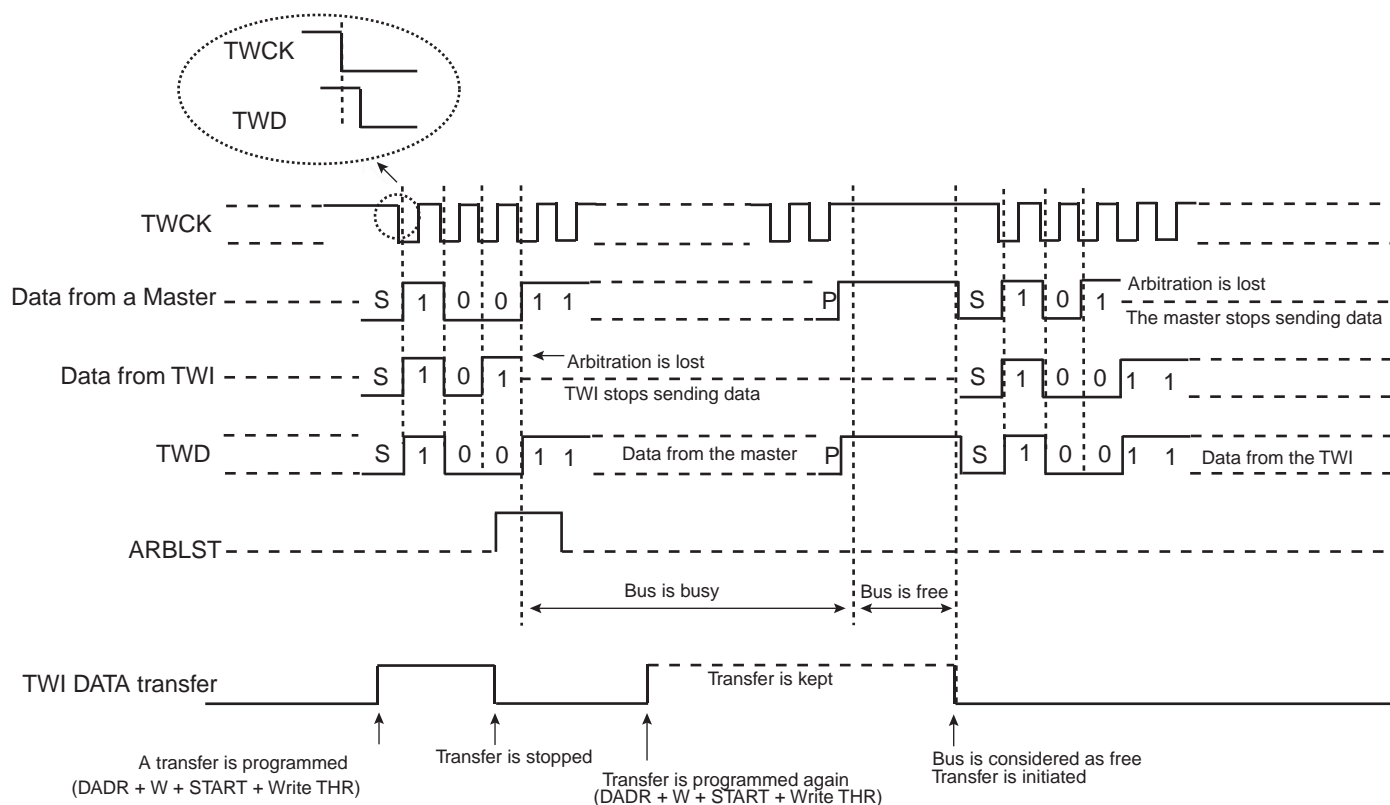 TWCK
TWD
TWCK
Data from a Master
S 1 0 0 1 1
P
S 1 0 1
Arbitration is lost
The master stops sending data
Data from TWI
S 1 0 1
Arbitration is lost
TWI stops sending data
S 1 0 0 1 1
TWD
S 1 0 0 1 1
Data from the master
P
S 1 0 0 1 1
Data from the TWI
ARBLST
Bus is busy
Bus is free
TWI DATA transfer
Transfer is kept
A transfer is programmed
(DADR + W + START + Write THR)
Transfer is stopped
Transfer is programmed again
(DADR + W + START + Write THR)
Bus is considered as free
Transfer is initiated